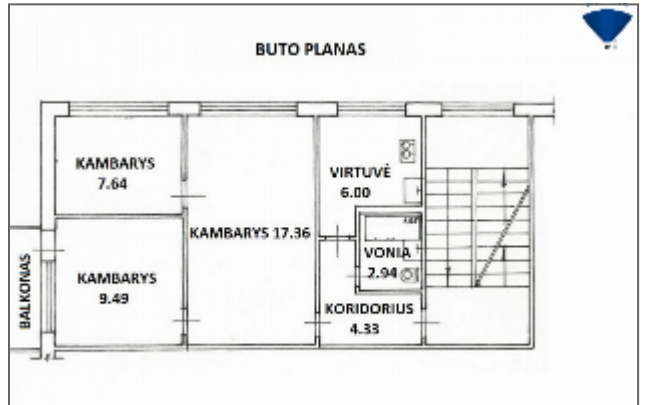 BUTO PLANAS
KAMBARYS
7.64
VIRTUVĖ
6.00
KAMBARYS 17.36
VONIA
2.94
KAMBARYS
9.49
BALKONAS
KORIDORIUS
4.33